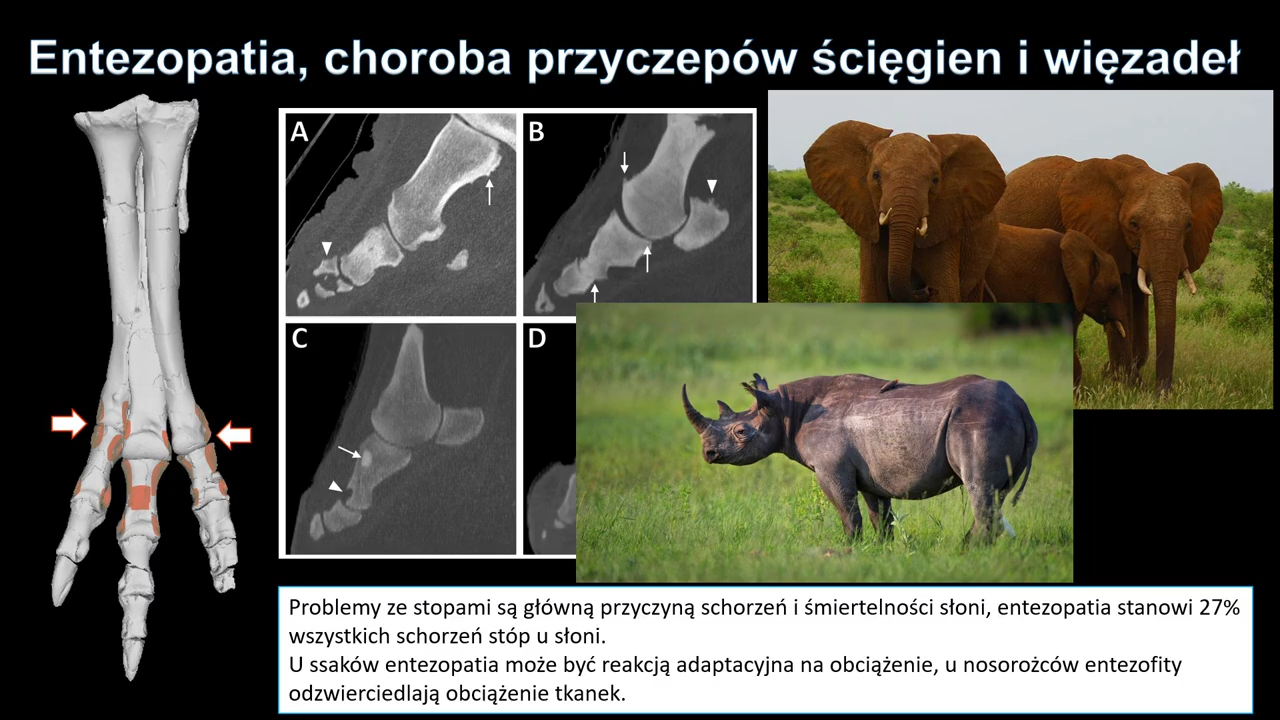 Entezopatia, choroba przyczepów ścięgien i więzadeł
A
B
C
D
Problemy ze stopami są główną przyczyną schorzeń i śmiertelności słoni, entezopatia stanowi 27%
wszystkich schorzeń stóp u słoni.
U ssaków entezopatia może być reakcją adaptacyjna na obciążenie, u nosorożców entezofity
odzwierciedlają obciążenie tkanek.